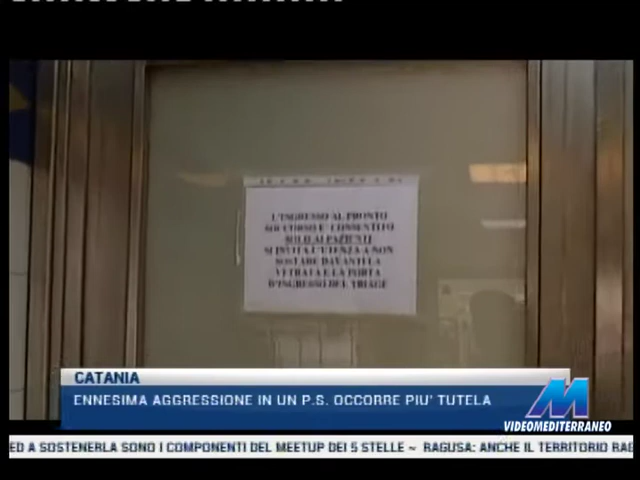 L'INGRESSO AL PRONTO
SOCCORSO E' CONSENTITO
SOLO AI PAZIENTI
SI INVITA L'UTENZA A NON
SOSTARE DAVANTI LA
VETRATA E LA PORTA
D'INGRESSO DEL TRIAGE
CATANIA
ENNESIMA AGGRESSIONE IN UN P.S. OCCORRE PIU' TUTELA
M
VIDEOMEDITERRANEO
ED A SOSTENERLA SONO I COMPONENTI DEL MEETUP DEI 5 STELLE ~ RAGUSA: ANCHE IL TERRITORIO RAG